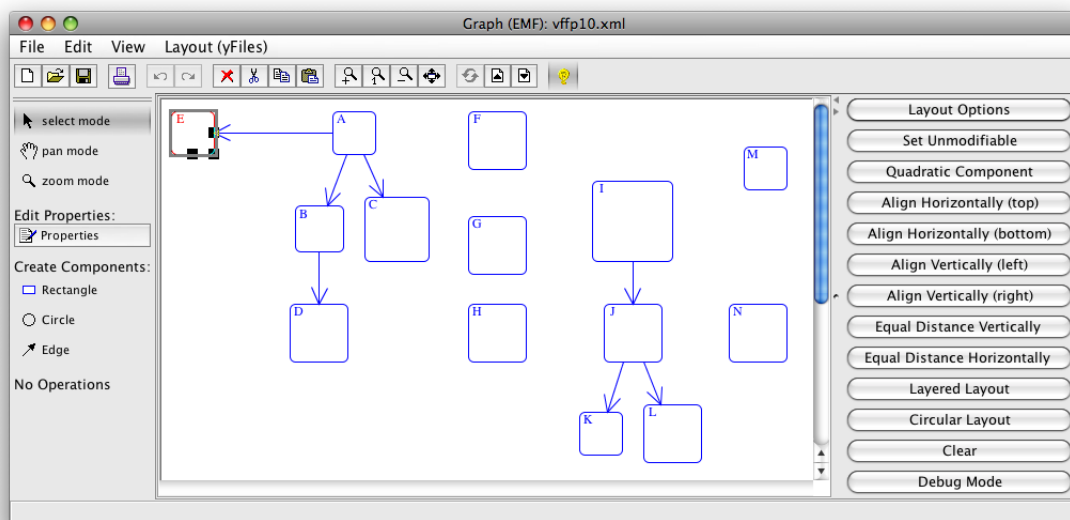 Graph (EMF): vffp10.xml
File Edit View Layout (yFiles)
select mode
pan mode
zoom mode
Edit Properties:
Properties
Create Components:
Rectangle
Circle
Edge
No Operations
E
A
F
M
I
B
C
G
D
H
J
N
K
L
Layout Options
Set Unmodifiable
Quadratic Component
Align Horizontally (top)
Align Horizontally (bottom)
Align Vertically (left)
Align Vertically (right)
Equal Distance Vertically
Equal Distance Horizontally
Layered Layout
Circular Layout
Clear
Debug Mode